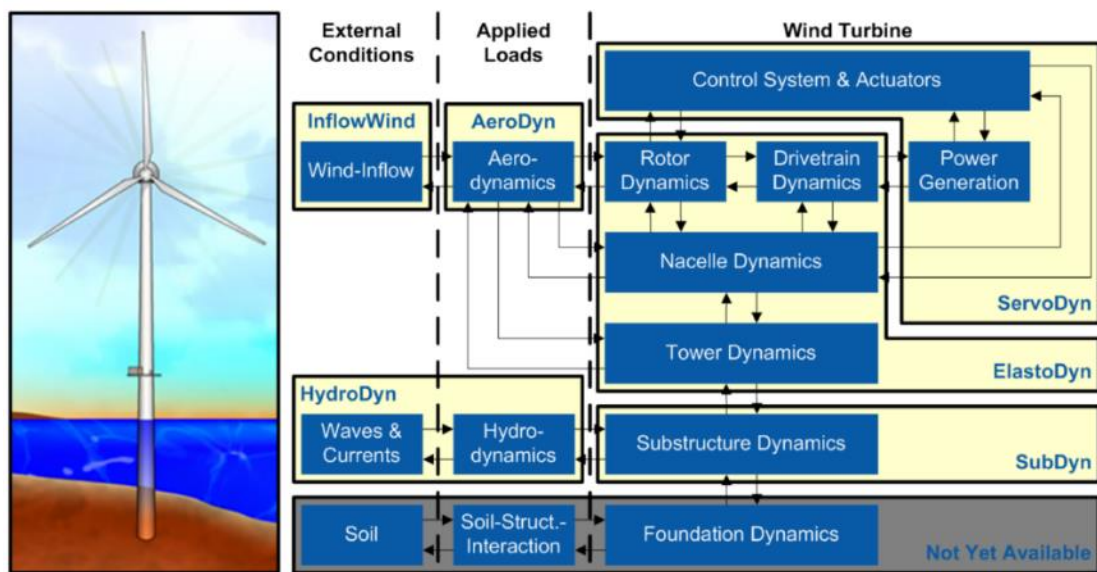 External
Conditions
Applied
Loads
Wind Turbine
Control System & Actuators
InflowWind
AeroDyn
Wind-Inflow
Aero-
dynamics
Rotor
Dynamics
Drivetrain
Dynamics
Power
Generation
Nacelle Dynamics
ServoDyn
Tower Dynamics
ElastoDyn
HydroDyn
Waves &
Currents
Hydro-
dynamics
Substructure Dynamics
SubDyn
Soil
Soil-Struct.-
Interaction
Foundation Dynamics
Not Yet Available